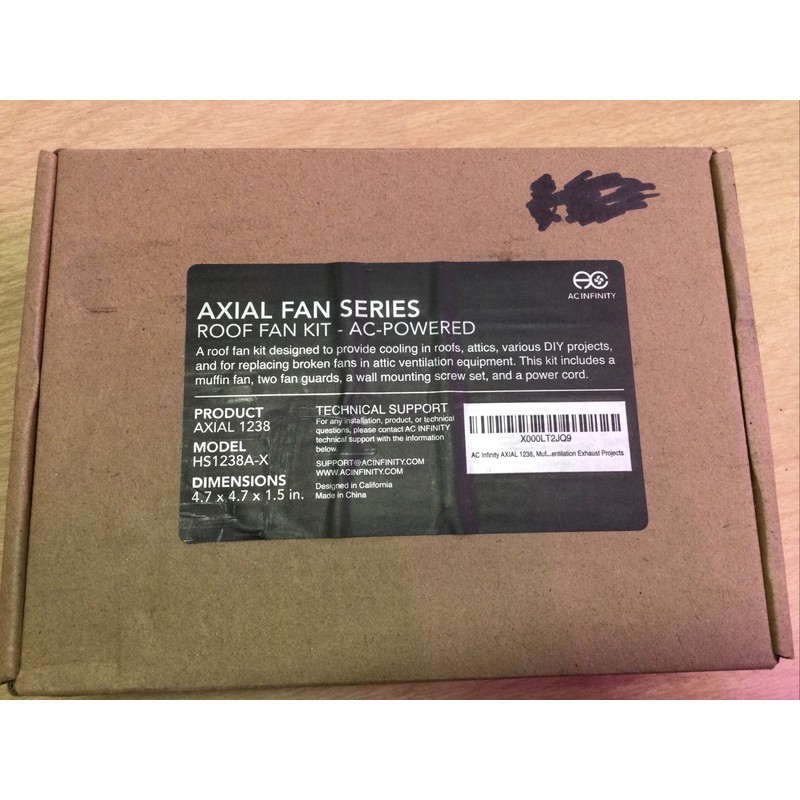 AC INFINITY
AXIAL FAN SERIES
ROOF FAN KIT - AC-POWERED
A roof fan kit designed to provide cooling in roofs, attics, various DIY projects,
and for replacing broken fans in attic ventilation equipment. This kit includes a
muffin fan, two fan guards, a wall mounting screw set, and a power cord.
PRODUCT
AXIAL 1238
MODEL
HS1238A-X
DIMENSIONS
4.7 x 4.7 x 1.5 in.
TECHNICAL SUPPORT
For any installation, product, or technical
questions, please contact AC INFINITY
technical support with the information
below.
SUPPORT@ACINFINITY.COM
WWW.ACINFINITY.COM
Designed in California
Made in China
X000LT2JQ9
AC Infinity AXIAL 1238, Muf...entilation Exhaust Projects